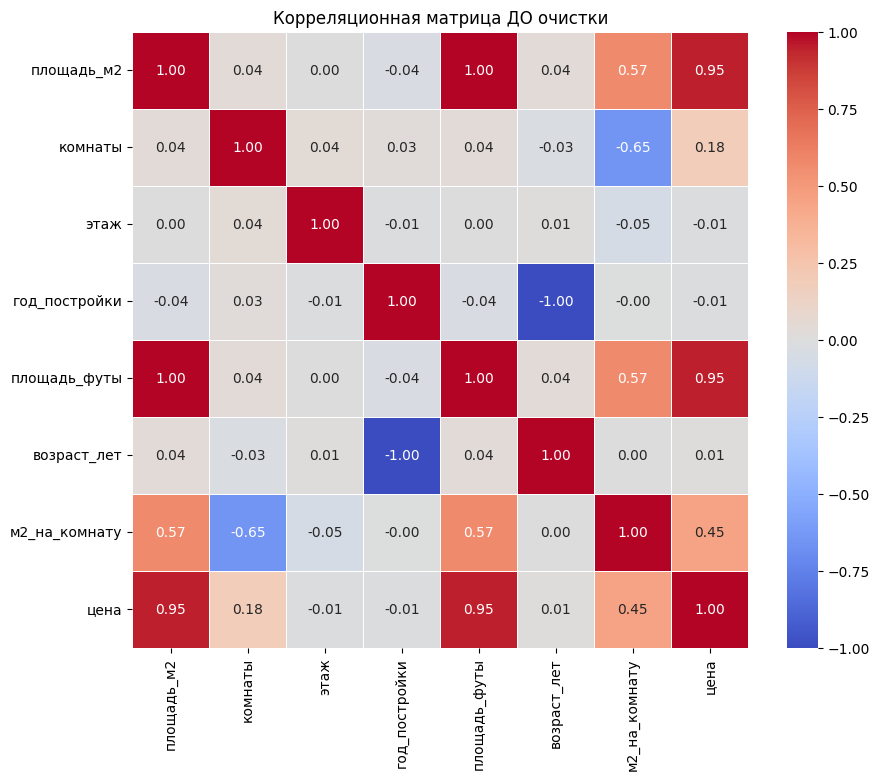 Корреляционная матрица ДО очистки
площадь_м2 1.00 0.04 0.00 -0.04 1.00 0.04 0.57 0.95
комнаты 0.04 1.00 0.04 0.03 0.04 -0.03 -0.65 0.18
этаж 0.00 0.04 1.00 -0.01 0.00 0.01 -0.05 -0.01
год_постройки -0.04 0.03 -0.01 1.00 -0.04 -1.00 -0.00 -0.01
площадь_футы 1.00 0.04 0.00 -0.04 1.00 0.04 0.57 0.95
возраст_лет 0.04 -0.03 0.01 -1.00 0.04 1.00 0.00 0.01
м2_на_комнату 0.57 -0.65 -0.05 -0.00 0.57 0.00 1.00 0.45
цена 0.95 0.18 -0.01 -0.01 0.95 0.01 0.45 1.00
площадь_м2
комнаты
этаж
год_постройки
площадь_футы
возраст_лет
м2_на_комнату
цена
1.00
0.75
0.50
0.25
0.00
−0.25
−0.50
−0.75
−1.00